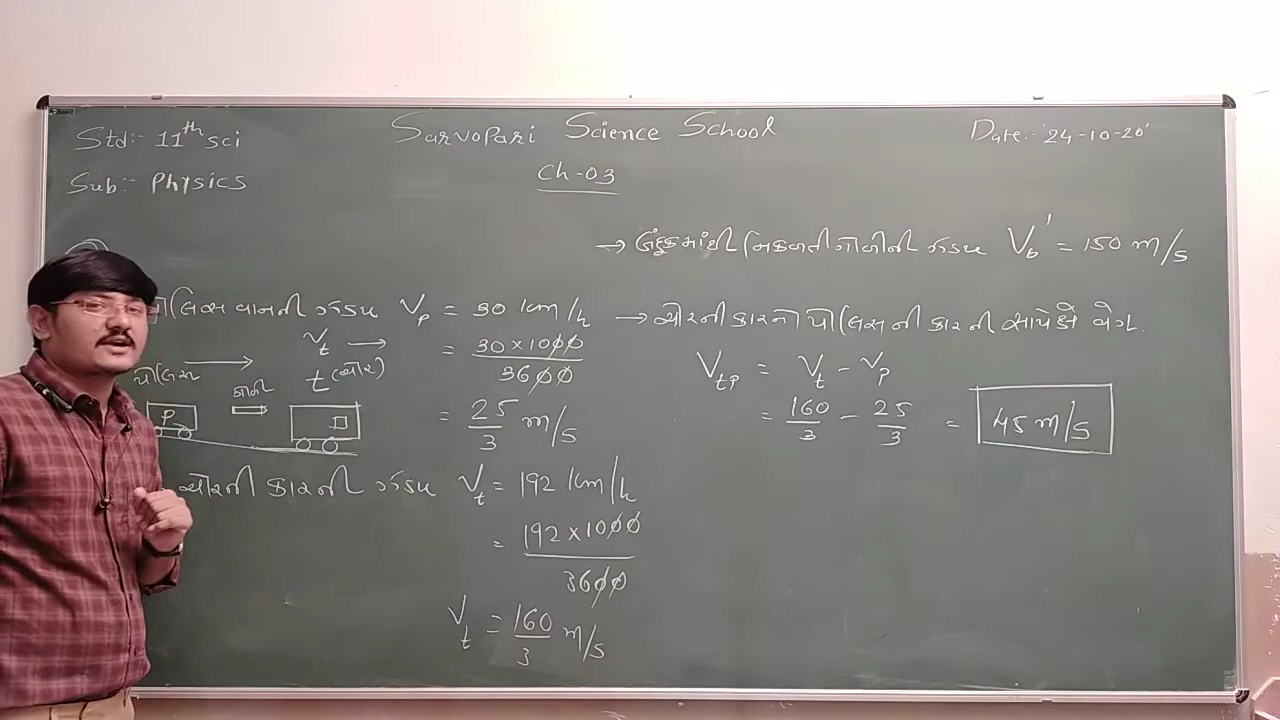 Std:- 11th sci
Sarvopari Science School
Date:- 24-10-20
Sub:- Physics
Ch-03
→ બંદુકમાંથી નિકળતી ગોળીની ઝડપ Vb' = 150 m/s
પોલિસ વાનની ઝડપ Vp = 30 km/h
= 30 × 1000 / 3600
= 25/3 m/s
Vt →
પોલિસ
ગોળી
t (ચોર)
P
ચોરની કારની ઝડપ Vt = 192 km/h
= 192 × 1000 / 3600
Vt = 160/3 m/s
→ ચોરની કારનો પોલિસની કારની સાપેક્ષે વેગ.
Vtp = Vt - Vp
= 160/3 - 25/3 = 45 m/s